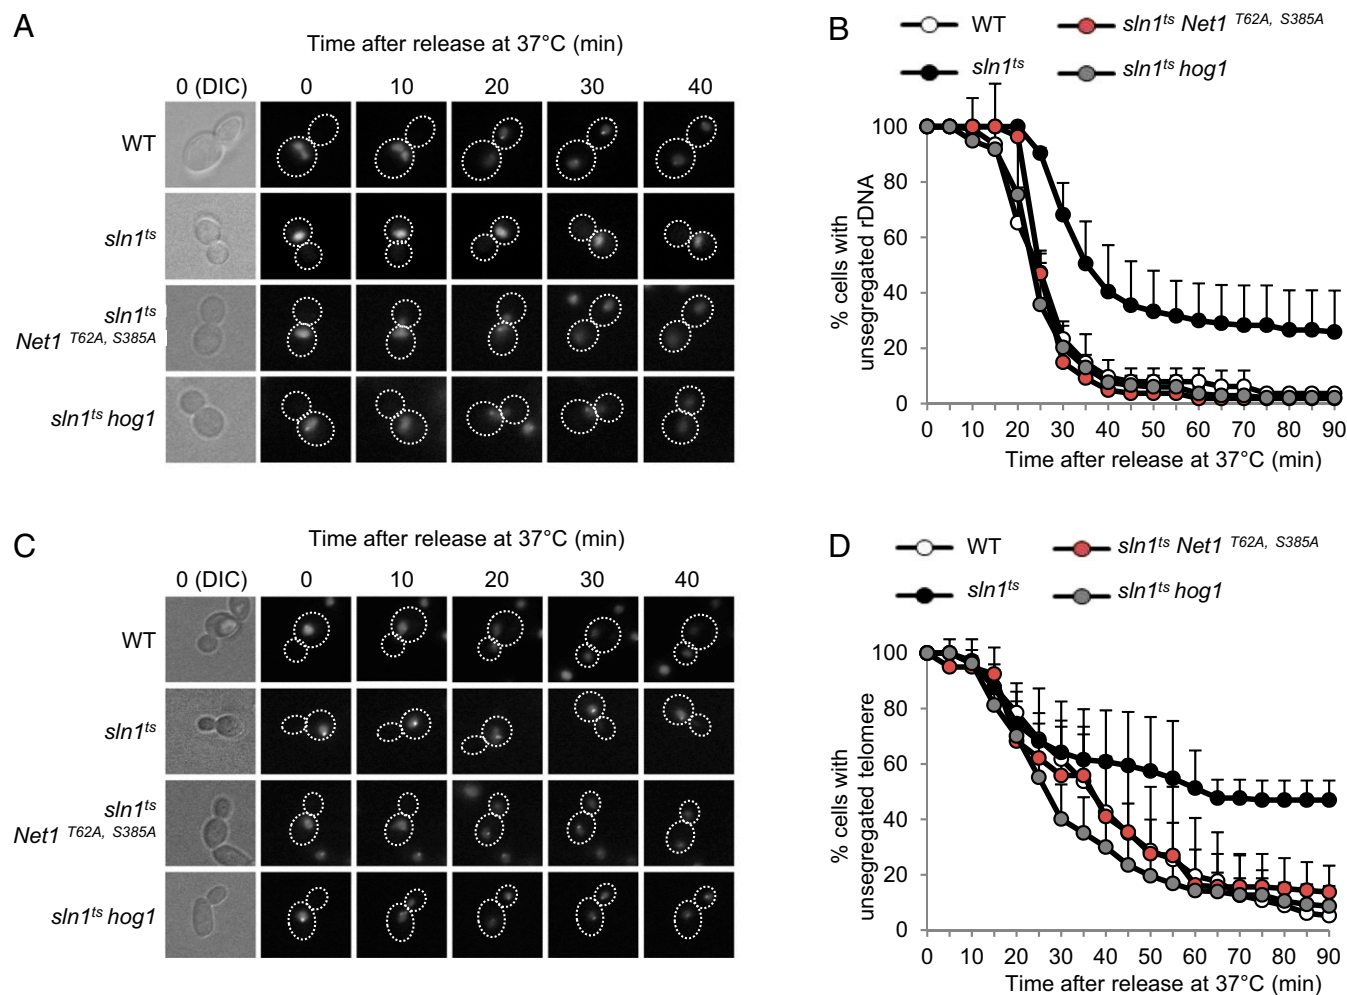 A
Time after release at 37°C (min)
0 (DIC) 0 10 20 30 40
WT
sln1ts
sln1ts
Net1 T62A, S385A
sln1ts hog1
B
WT
sln1ts Net1 T62A, S385A
sln1ts
sln1ts hog1
% cells with
unsegregated rDNA
100
80
60
40
20
0
0 10 20 30 40 50 60 70 80 90
Time after release at 37°C (min)
C
Time after release at 37°C (min)
0 (DIC) 0 10 20 30 40
WT
sln1ts
sln1ts
Net1 T62A, S385A
sln1ts hog1
D
WT
sln1ts Net1 T62A, S385A
sln1ts
sln1ts hog1
% cells with
unsegregated telomere
100
80
60
40
20
0
0 10 20 30 40 50 60 70 80 90
Time after release at 37°C (min)